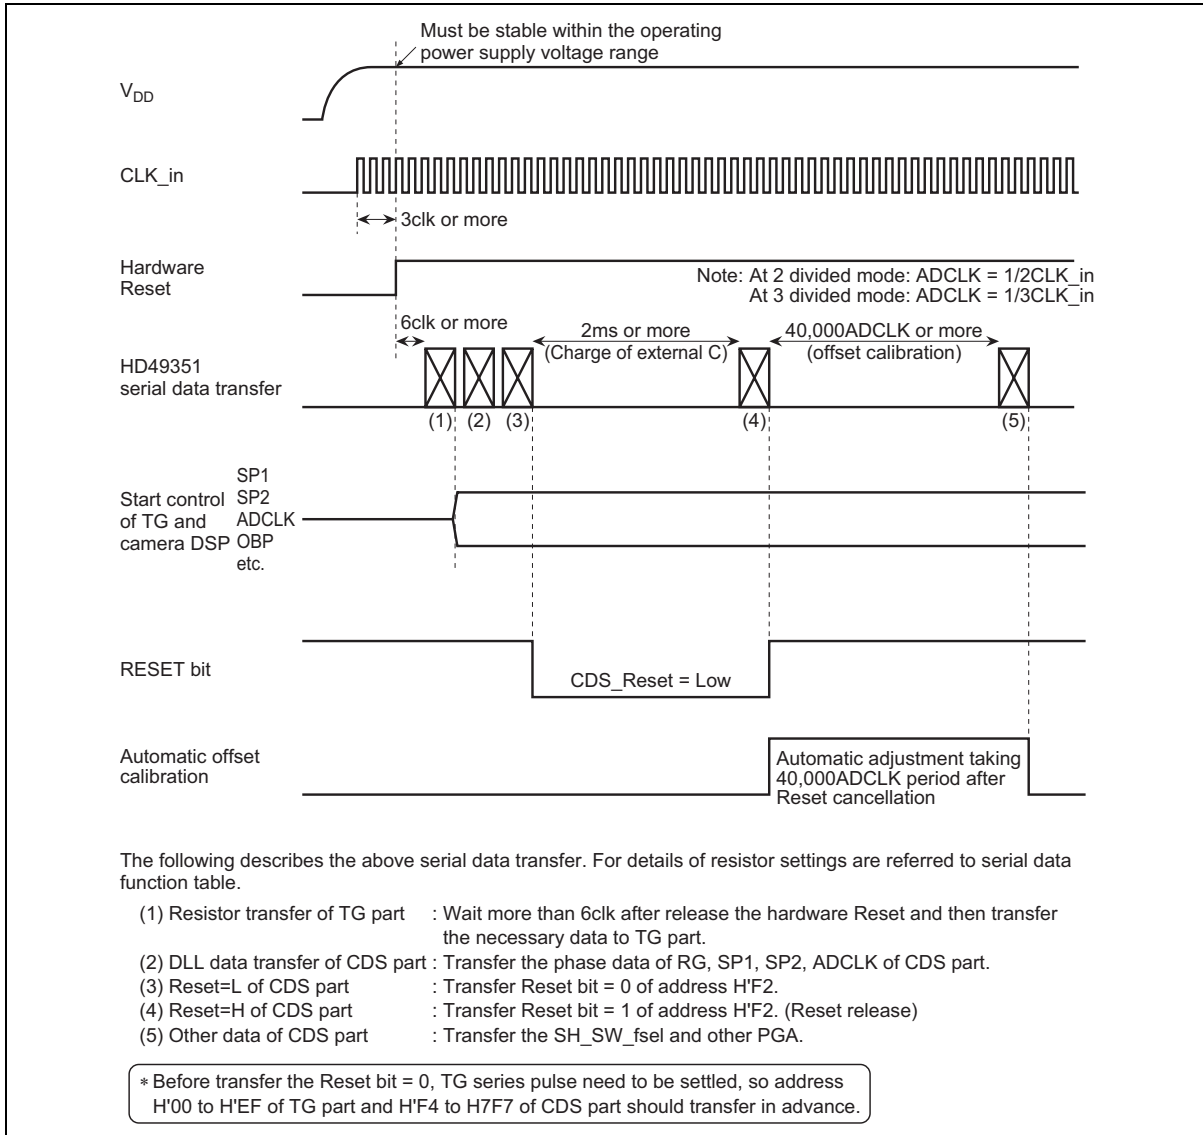 Must be stable within the operating
power supply voltage range
VDD
CLK_in
3clk or more
Hardware
Reset
Note: At 2 divided mode: ADCLK = 1/2CLK_in
At 3 divided mode: ADCLK = 1/3CLK_in
6clk or more
2ms or more
(Charge of external C)
40,000ADCLK or more
(offset calibration)
HD49351
serial data transfer
(1) (2) (3) (4) (5)
Start control
of TG and
camera DSP
SP1
SP2
ADCLK
OBP
etc.
RESET bit
CDS_Reset = Low
Automatic offset
calibration
Automatic adjustment taking
40,000ADCLK period after
Reset cancellation
The following describes the above serial data transfer. For details of resistor settings are referred to serial data
function table.
(1) Resistor transfer of TG part : Wait more than 6clk after release the hardware Reset and then transfer
the necessary data to TG part.
(2) DLL data transfer of CDS part : Transfer the phase data of RG, SP1, SP2, ADCLK of CDS part.
(3) Reset=L of CDS part : Transfer Reset bit = 0 of address H'F2.
(4) Reset=H of CDS part : Transfer Reset bit = 1 of address H'F2. (Reset release)
(5) Other data of CDS part : Transfer the SH_SW_fsel and other PGA.
* Before transfer the Reset bit = 0, TG series pulse need to be settled, so address
H'00 to H'EF of TG part and H'F4 to H7F7 of CDS part should transfer in advance.